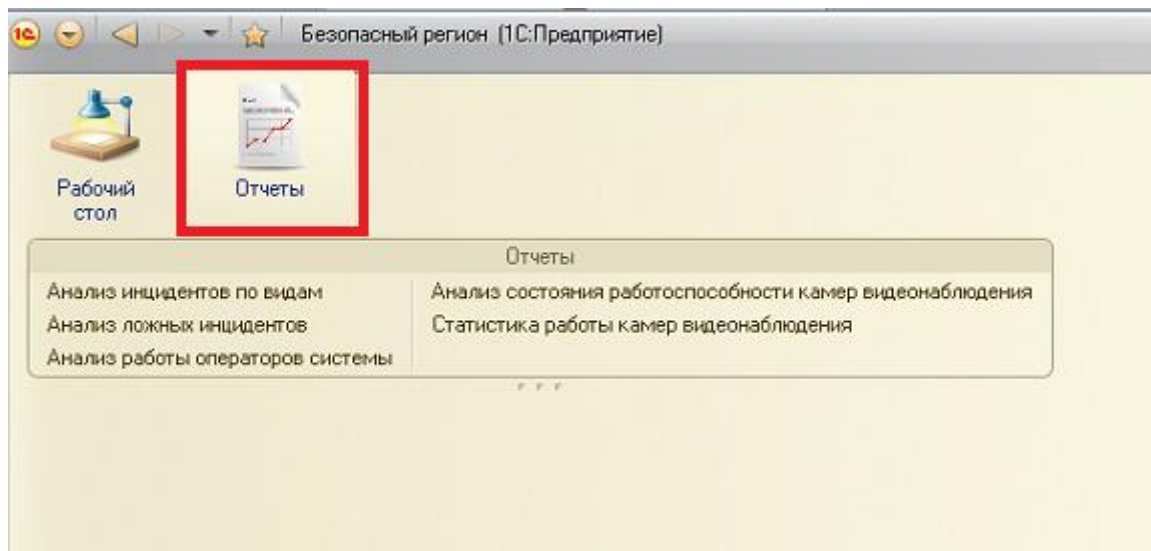 1С Безопасный регион (1С:Предприятие)
Рабочий
стол
Отчеты
Отчеты
Анализ инцидентов по видам
Анализ ложных инцидентов
Анализ работы операторов системы
Анализ состояния работоспособности камер видеонаблюдения
Статистика работы камер видеонаблюдения